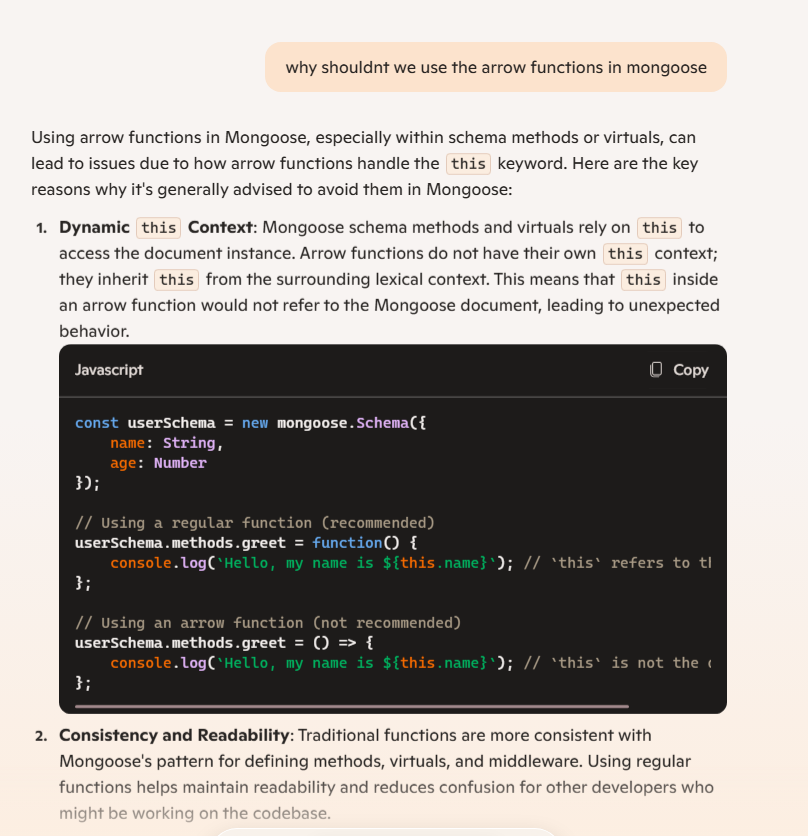 why shouldnt we use the arrow functions in mongoose
Using arrow functions in Mongoose, especially within schema methods or virtuals, can
lead to issues due to how arrow functions handle the this keyword. Here are the key
reasons why it's generally advised to avoid them in Mongoose:
1. Dynamic this Context: Mongoose schema methods and virtuals rely on this to
access the document instance. Arrow functions do not have their own this context;
they inherit this from the surrounding lexical context. This means that this inside
an arrow function would not refer to the Mongoose document, leading to unexpected
behavior.
Javascript Copy
const userSchema = new mongoose.Schema({
    name: String,
    age: Number
});
// Using a regular function (recommended)
userSchema.methods.greet = function() {
    console.log(`Hello, my name is ${this.name}`); // `this` refers to
};
// Using an arrow function (not recommended)
userSchema.methods.greet = () => {
    console.log(`Hello, my name is ${this.name}`); // `this` is not the
};
2. Consistency and Readability: Traditional functions are more consistent with
Mongoose's pattern for defining methods, virtuals, and middleware. Using regular
functions helps maintain readability and reduces confusion for other developers who
might be working on the codebase.